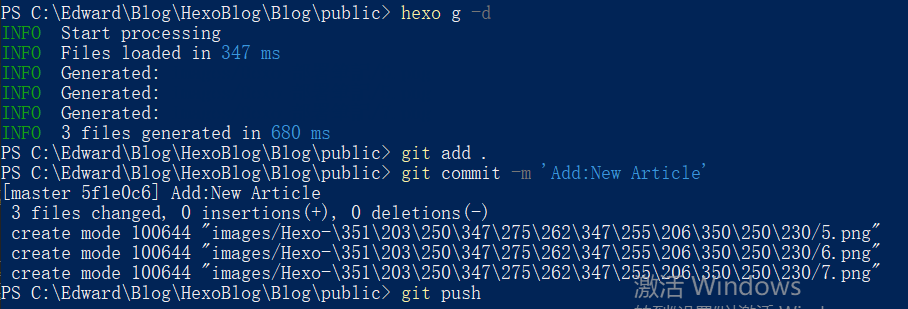 PS C:\Edward\Blog\HexoBlog\Blog\public> hexo g -d
INFO  Start processing
INFO  Files loaded in 347 ms
INFO  Generated:
INFO  Generated:
INFO  Generated:
INFO  3 files generated in 680 ms
PS C:\Edward\Blog\HexoBlog\Blog\public> git add .
PS C:\Edward\Blog\HexoBlog\Blog\public> git commit -m 'Add:New Article'
[master 5f1e0c6] Add:New Article
 3 files changed, 0 insertions(+), 0 deletions(-)
 create mode 100644 "images/Hexo-\351\203\250\347\275\262\347\255\206\350\250\230/5.png"
 create mode 100644 "images/Hexo-\351\203\250\347\275\262\347\255\206\350\250\230/6.png"
 create mode 100644 "images/Hexo-\351\203\250\347\275\262\347\255\206\350\250\230/7.png"
PS C:\Edward\Blog\HexoBlog\Blog\public> git push
激活 Windows